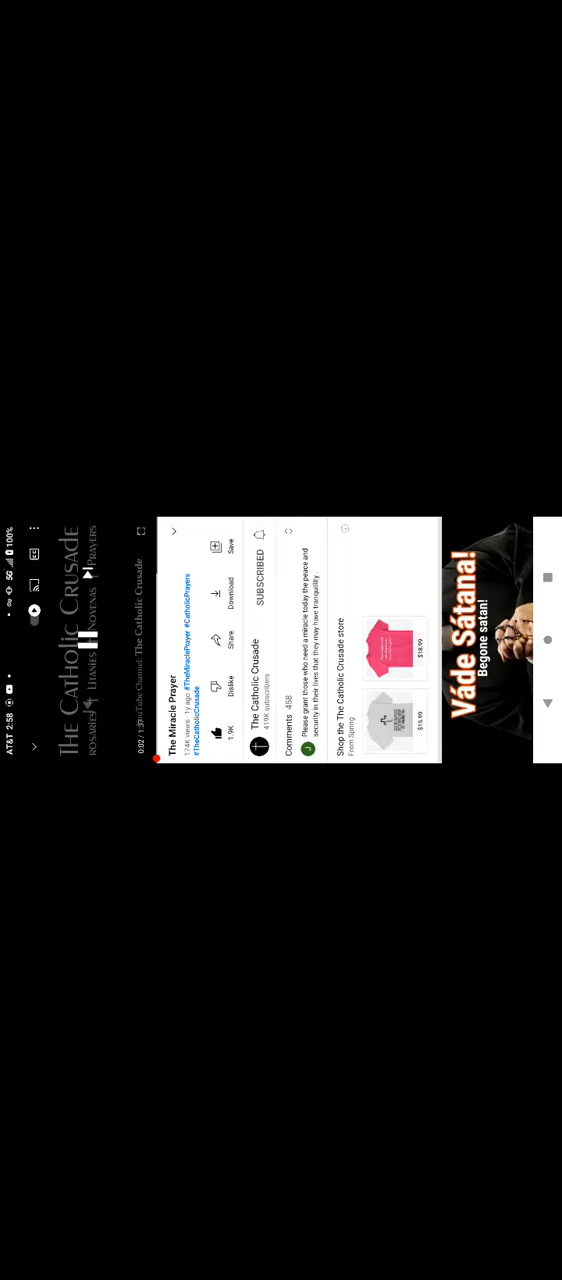 AT&T 2:58
5G 100%
THE CATHOLIC CRUSADE
ROSARIES
LITANIES
NOVENAS
PRAYERS
YouTube Channel: The Catholic Crusade
0:02 / 1:37
The Miracle Prayer
174K views · 1y ago #TheMiraclePrayer #CatholicPrayers
#TheCatholicCrusade
1.9K
Dislike
Share
Download
Save
The Catholic Crusade
419K subscribers
SUBSCRIBED
Comments 458
J
Please grant those who need a miracle today the peace and
security in their lives that they may have tranquility .
Shop the The Catholic Crusade store
From Spring
$15.99
$18.99
Váde Sátana!
Begone satan!